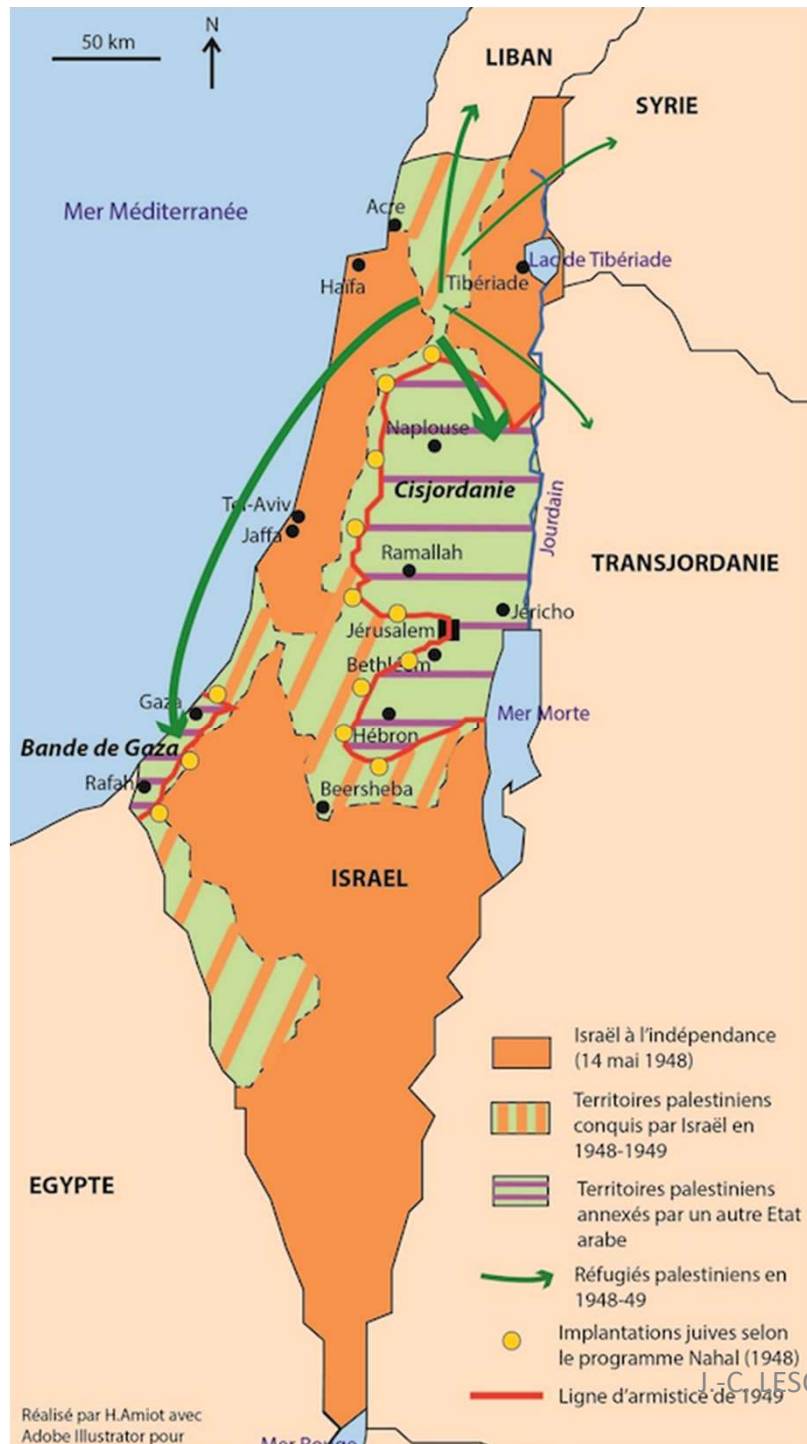 50 km
N
LIBAN
SYRIE
Mer Méditerranée
Acre
Lac de Tibériade
Haïfa
Tibériade
Naplouse
Cisjordanie
Tel-Aviv
Jaffa
Jourdain
Ramallah
TRANSJORDANIE
Jéricho
Jérusalem
Bethléem
Gaza
Mer Morte
Hébron
Bande de Gaza
Rafah
Beersheba
ISRAEL
EGYPTE
Israël à l'indépendance
(14 mai 1948)
Territoires palestiniens
conquis par Israël en
1948-1949
Territoires palestiniens
annexés par un autre Etat
arabe
Réfugiés palestiniens en
1948-49
Implantations juives selon
le programme Nahal (1948)
Ligne d'armistice de 1949
J.-C. LESC
Réalisé par H.Amiot avec
Adobe Illustrator pour
Mer Rouge